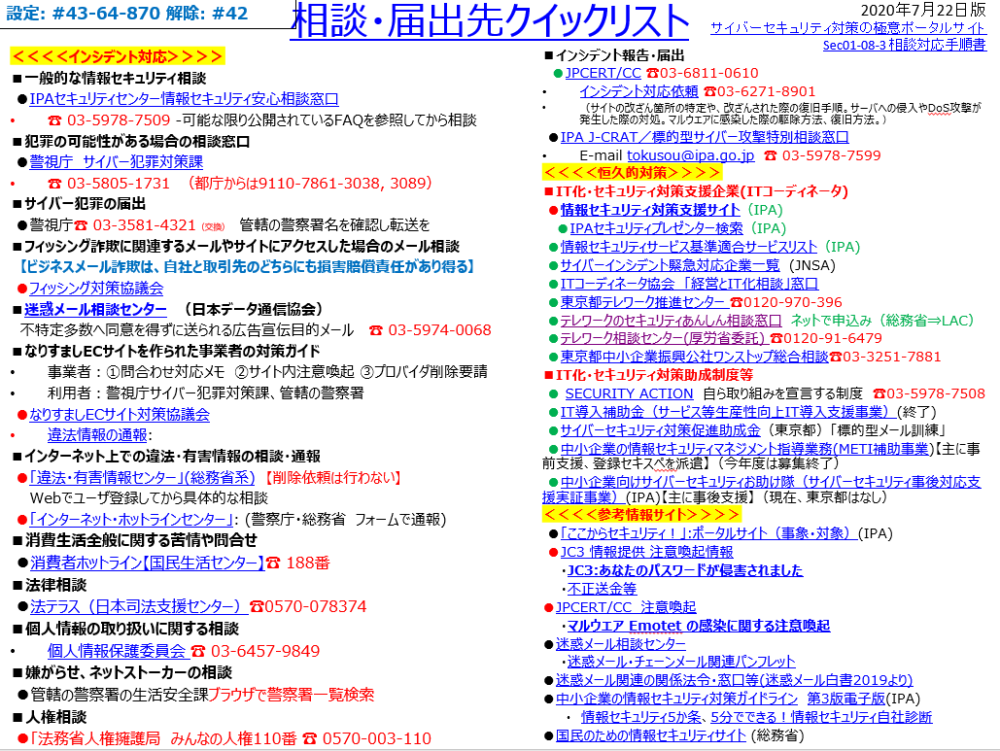 設定: #43-64-870 解除: #42
相談・届出先クイックリスト
2020年7月22日版
サイバーセキュリティ対策の極意ポータルサイト
Sec01-08-3 相談対応手順書
＜＜＜＜インシデント対応＞＞＞＞
■一般的な情報セキュリティ相談
●IPAセキュリティセンター情報セキュリティ安心相談窓口
• ☎ 03-5978-7509 -可能な限り公開されているFAQを参照してから相談
■犯罪の可能性がある場合の相談窓口
●警視庁　サイバー犯罪対策課
• ☎ 03-5805-1731　（都庁からは9110-7861-3038, 3089）
■サイバー犯罪の届出
●警視庁☎ 03-3581-4321 (交換)　管轄の警察署名を確認し転送を
■フィッシング詐欺に関連するメールやサイトにアクセスした場合のメール相談
【ビジネスメール詐欺は、自社と取引先のどちらにも損害賠償責任があり得る】
●フィッシング対策協議会
■迷惑メール相談センター　（日本データ通信協会）
不特定多数へ同意を得ずに送られる広告宣伝目的メール　☎ 03-5974-0068
■なりすましECサイトを作られた事業者の対策ガイド
• 事業者：①問合わせ対応メモ　②サイト内注意喚起 ③プロバイダ削除要請
• 利用者：警視庁サイバー犯罪対策課、管轄の警察署
●なりすましECサイト対策協議会
• 違法情報の通報:
■インターネット上での違法・有害情報の相談・通報
●「違法・有害情報センター」(総務省系)　【削除依頼は行わない】
Webでユーザ登録してから具体的な相談
●「インターネット・ホットラインセンター」: (警察庁・総務省　フォームで通報)
■消費生活全般に関する苦情や問合せ
●消費者ホットライン【国民生活センター】☎ 188番
■法律相談
●法テラス（日本司法支援センター）☎0570-078374
■個人情報の取り扱いに関する相談
• 個人情報保護委員会 ☎ 03-6457-9849
■嫌がらせ、ネットストーカーの相談
●管轄の警察署の生活安全課ブラウザで警察署一覧検索
■人権相談
●「法務省人権擁護局　みんなの人権110番 ☎ 0570-003-110
■インシデント報告・届出
●JPCERT/CC ☎03-6811-0610
• インシデント対応依頼 ☎03-6271-8901
• （サイトの改ざん箇所の特定や、改ざんされた際の復旧手順。サーバへの侵入やDoS攻撃が
発生した際の対処。マルウエアに感染した際の駆除方法、復旧方法。）
●IPA J-CRAT／標的型サイバー攻撃特別相談窓口
• E-mail tokusou@ipa.go.jp　☎ 03-5978-7599
＜＜＜＜恒久的対策＞＞＞＞
■IT化・セキュリティ対策支援企業(ITコーディネータ)
●情報セキュリティ対策支援サイト（IPA）
●IPAセキュリティプレゼンター検索（IPA）
●情報セキュリティサービス基準適合サービスリスト（IPA）
●サイバーインシデント緊急対応企業一覧　(JNSA)
●ITコーディネータ協会　「経営とIT化相談」窓口
●東京都テレワーク推進センター ☎0120-970-396
●テレワークのセキュリティあんしん相談窓口　ネットで申込み（総務省⇒LAC）
●テレワーク相談センター(厚労省委託) ☎0120-91-6479
●東京都中小企業振興公社ワンストップ総合相談☎03-3251-7881
■IT化・セキュリティ対策助成制度等
● SECURITY ACTION　自ら取り組みを宣言する制度　☎03-5978-7508
●IT導入補助金（サービス等生産性向上IT導入支援事業）(終了)
●サイバーセキュリティ対策促進助成金（東京都）「標的型メール訓練」
●中小企業の情報セキュリティマネジメント指導業務(METI補助事業)【主に事
前支援、登録セキスペを派遣】（今年度は募集終了）
●中小企業向けサイバーセキュリティお助け隊（サイバーセキュリティ事後対応支
援実証事業）(IPA)【主に事後支援】（現在、東京都はなし）
＜＜＜＜参考情報サイト＞＞＞＞
●「ここからセキュリティ！」:ポータルサイト（事象・対象）(IPA)
●JC3 情報提供 注意喚起情報
・JC3:あなたのパスワードが侵害されました
・不正送金等
●JPCERT/CC　注意喚起
・マルウエア Emotet の感染に関する注意喚起
●迷惑メール相談センター
・迷惑メール・チェーンメール関連パンフレット
●迷惑メール関連の関係法令・窓口等(迷惑メール白書2019より)
●中小企業の情報セキュリティ対策ガイドライン　第3版電子版(IPA)
・ 情報セキュリティ5か条、5分でできる！情報セキュリティ自社診断
●国民のための情報セキュリティサイト (総務省)